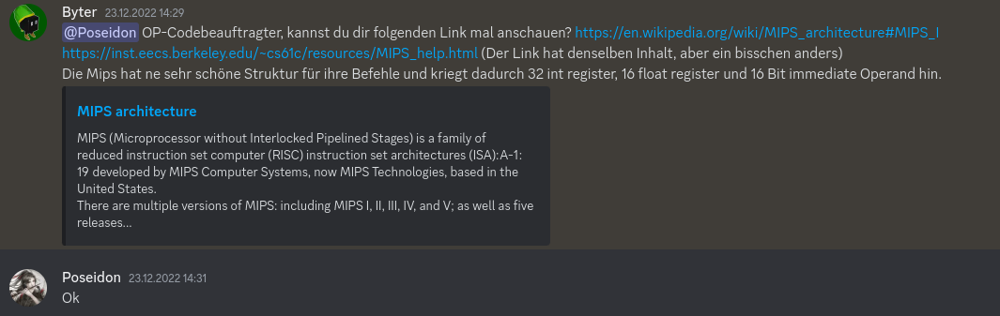 Byter 23.12.2022 14:29
@Poseidon OP-Codebeauftragter, kannst du dir folgenden Link mal anschauen? https://en.wikipedia.org/wiki/MIPS_architecture#MIPS_I
https://inst.eecs.berkeley.edu/~cs61c/resources/MIPS_help.html (Der Link hat denselben Inhalt, aber ein bisschen anders)
Die Mips hat ne sehr schöne Struktur für ihre Befehle und kriegt dadurch 32 int register, 16 float register und 16 Bit immediate Operand hin.
MIPS architecture
MIPS (Microprocessor without Interlocked Pipelined Stages) is a family of
reduced instruction set computer (RISC) instruction set architectures (ISA):A-1:
19 developed by MIPS Computer Systems, now MIPS Technologies, based in the
United States.
There are multiple versions of MIPS: including MIPS I, II, III, IV, and V; as well as five
releases...
Poseidon 23.12.2022 14:31
Ok